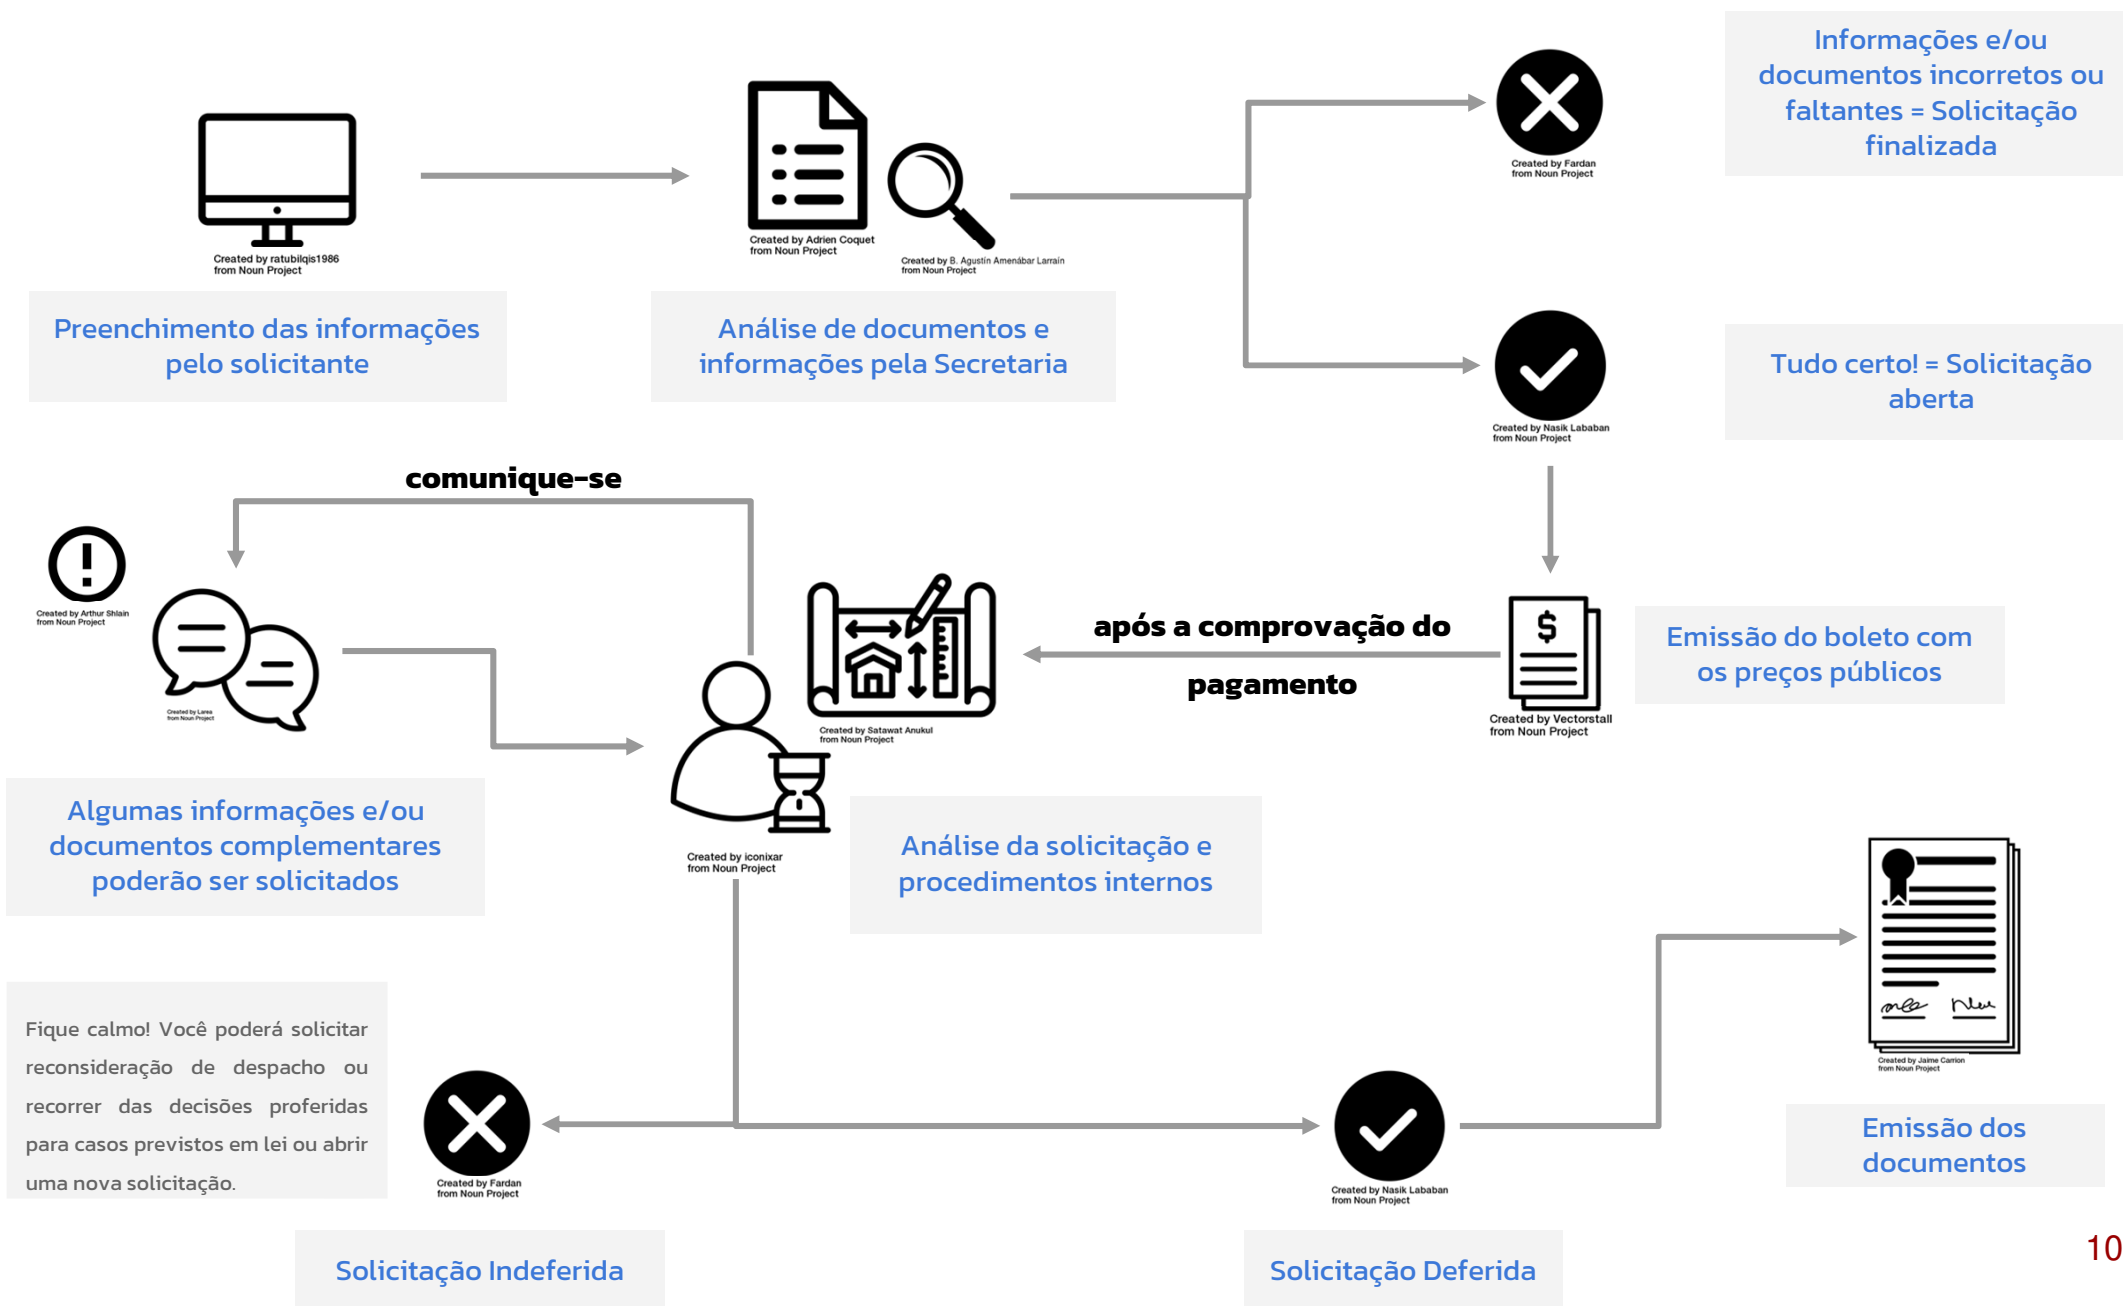 Informações e/ou
documentos incorretos ou
faltantes = Solicitação
finalizada
Created by Fardan
from Noun Project
Created by ratubilqis1986
from Noun Project
Created by Adrien Coquet
from Noun Project
Created by B. Agustín Amenábar Larraín
from Noun Project
Preenchimento das informações
pelo solicitante
Análise de documentos e
informações pela Secretaria
Tudo certo! = Solicitação
aberta
Created by Nasik Lababan
from Noun Project
comunique-se
Created by Arthur Shlain
from Noun Project
Created by Larea
from Noun Project
Created by Satawat Anukul
from Noun Project
após a comprovação do
pagamento
$
Created by Vectorstall
from Noun Project
Emissão do boleto com
os preços públicos
Algumas informações e/ou
documentos complementares
poderão ser solicitados
Created by iconixar
from Noun Project
Análise da solicitação e
procedimentos internos
Created by Jaime Carrion
from Noun Project
Emissão dos
documentos
Fique calmo! Você poderá solicitar
reconsideração de despacho ou
recorrer das decisões proferidas
para casos previstos em lei ou abrir
uma nova solicitação.
Created by Fardan
from Noun Project
Created by Nasik Lababan
from Noun Project
Solicitação Indeferida
Solicitação Deferida
10